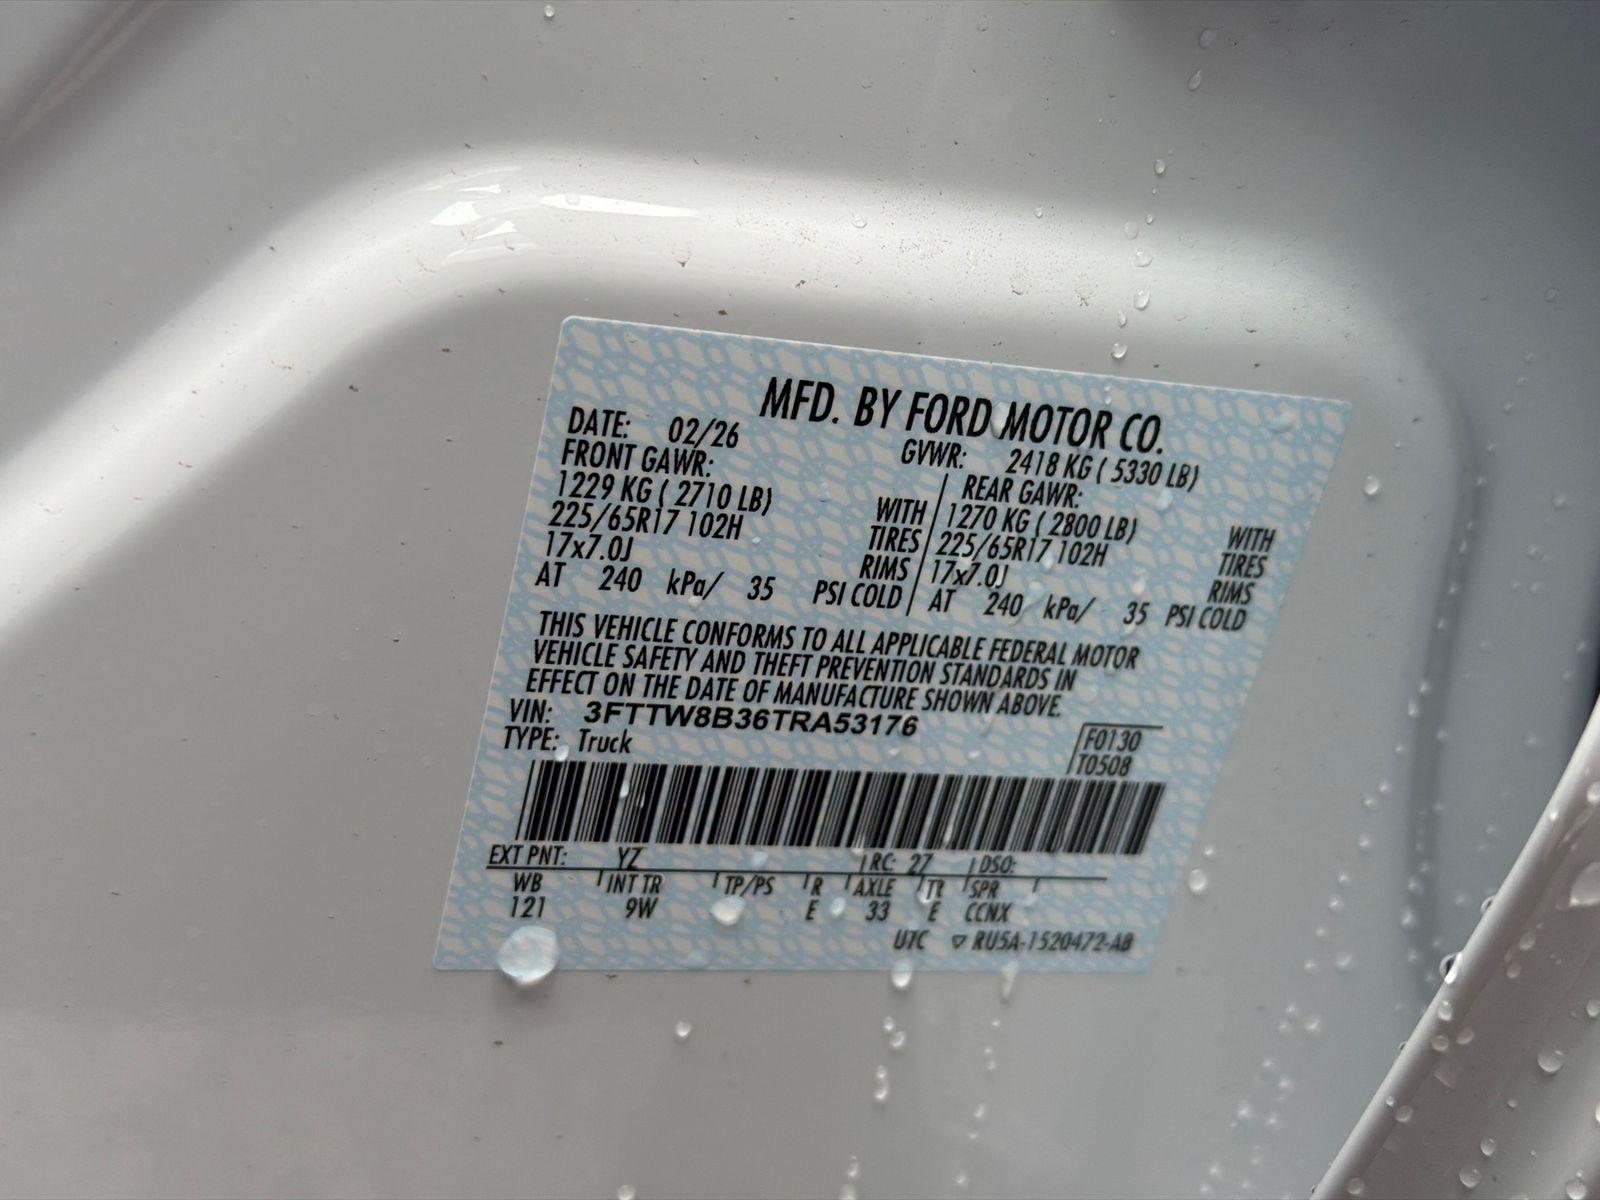 MFD. BY FORD MOTOR CO.
DATE: 02/26 GVWR: 2418 KG ( 5330 LB)
FRONT GAWR: REAR GAWR:
1229 KG ( 2710 LB) WITH 1270 KG ( 2800 LB) WITH
225/65R17 102H TIRES 225/65R17 102H TIRES
17x7.0J RIMS 17x7.0J RIMS
AT 240 kPa/ 35 PSI COLD AT 240 kPa/ 35 PSI COLD
THIS VEHICLE CONFORMS TO ALL APPLICABLE FEDERAL MOTOR
VEHICLE SAFETY AND THEFT PREVENTION STANDARDS IN
EFFECT ON THE DATE OF MANUFACTURE SHOWN ABOVE.
VIN: 3FTTW8B36TRA53176
TYPE: Truck
F0130
T0508
EXT PNT: YZ RC: 27 DSO:
WB INT TR TP/PS R AXLE TR SPR
121 9W E 33 E CCNX
UTC ▽ RU5A-1520472-AB